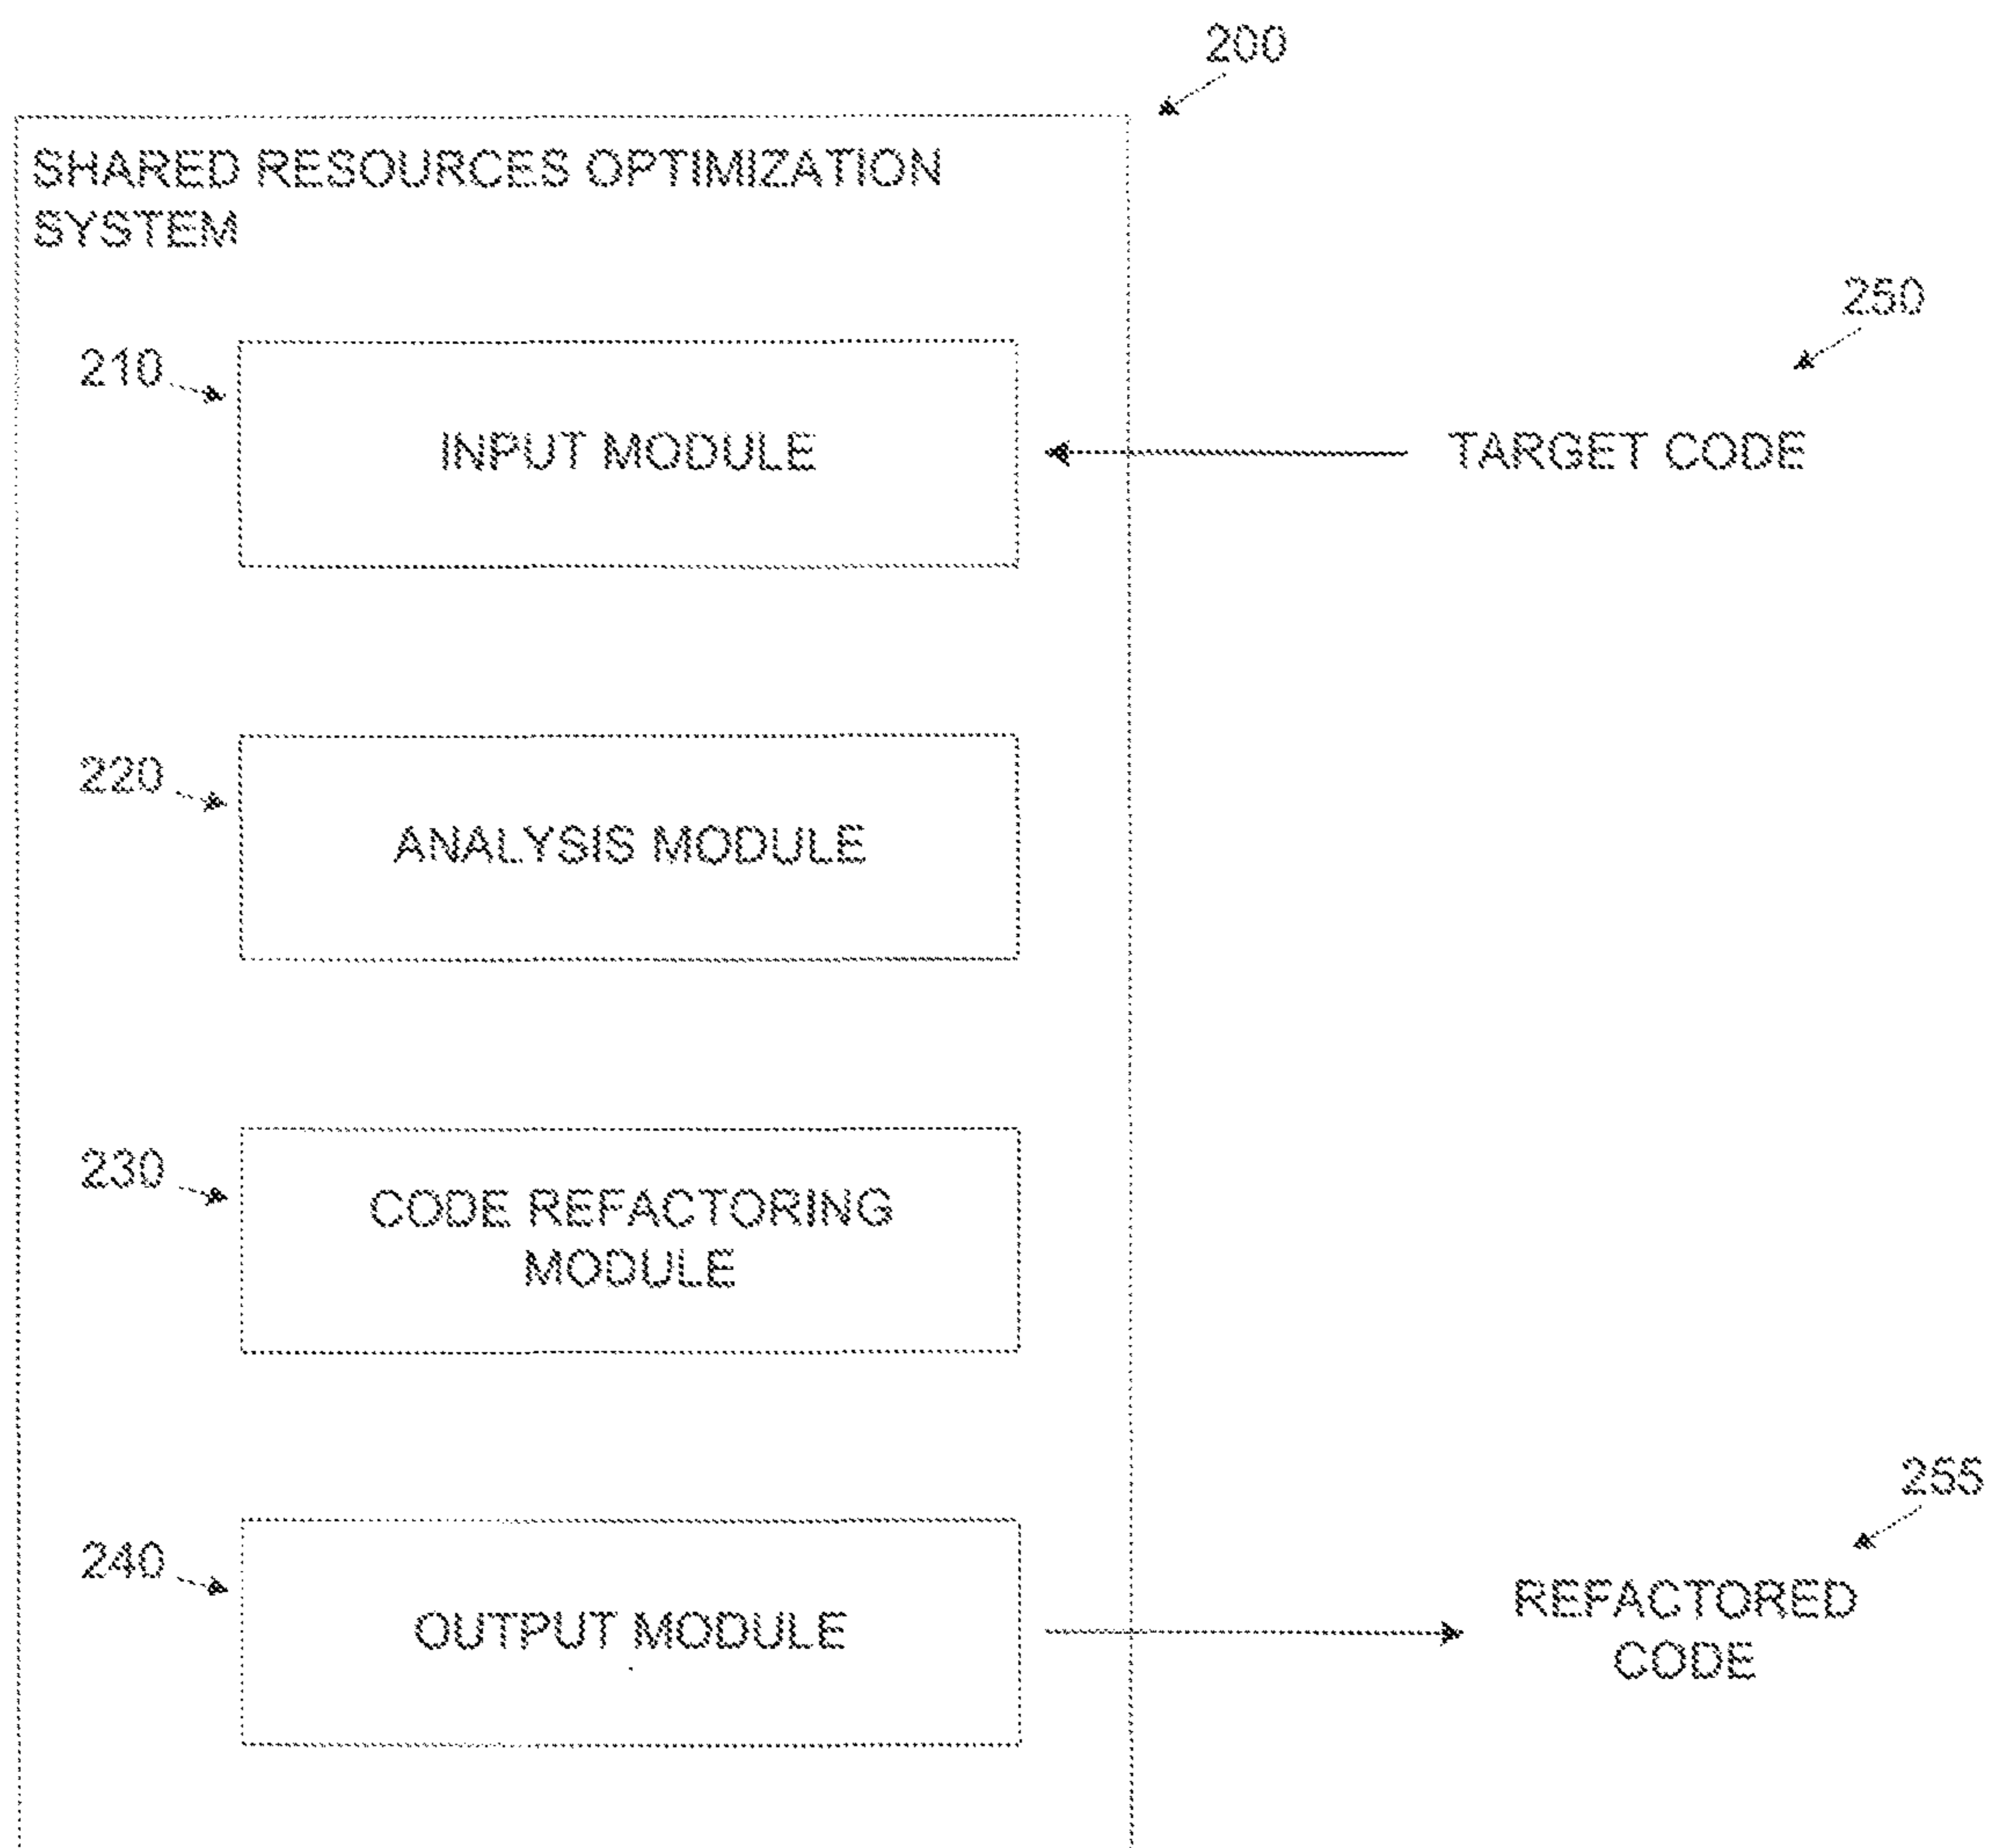 200
SHARED RESOURCES OPTIMIZATION
SYSTEM
250
210
INPUT MODULE
TARGET CODE
220
ANALYSIS MODULE
230
CODE REFACTORING
MODULE
255
240
OUTPUT MODULE
REFACTORED
CODE